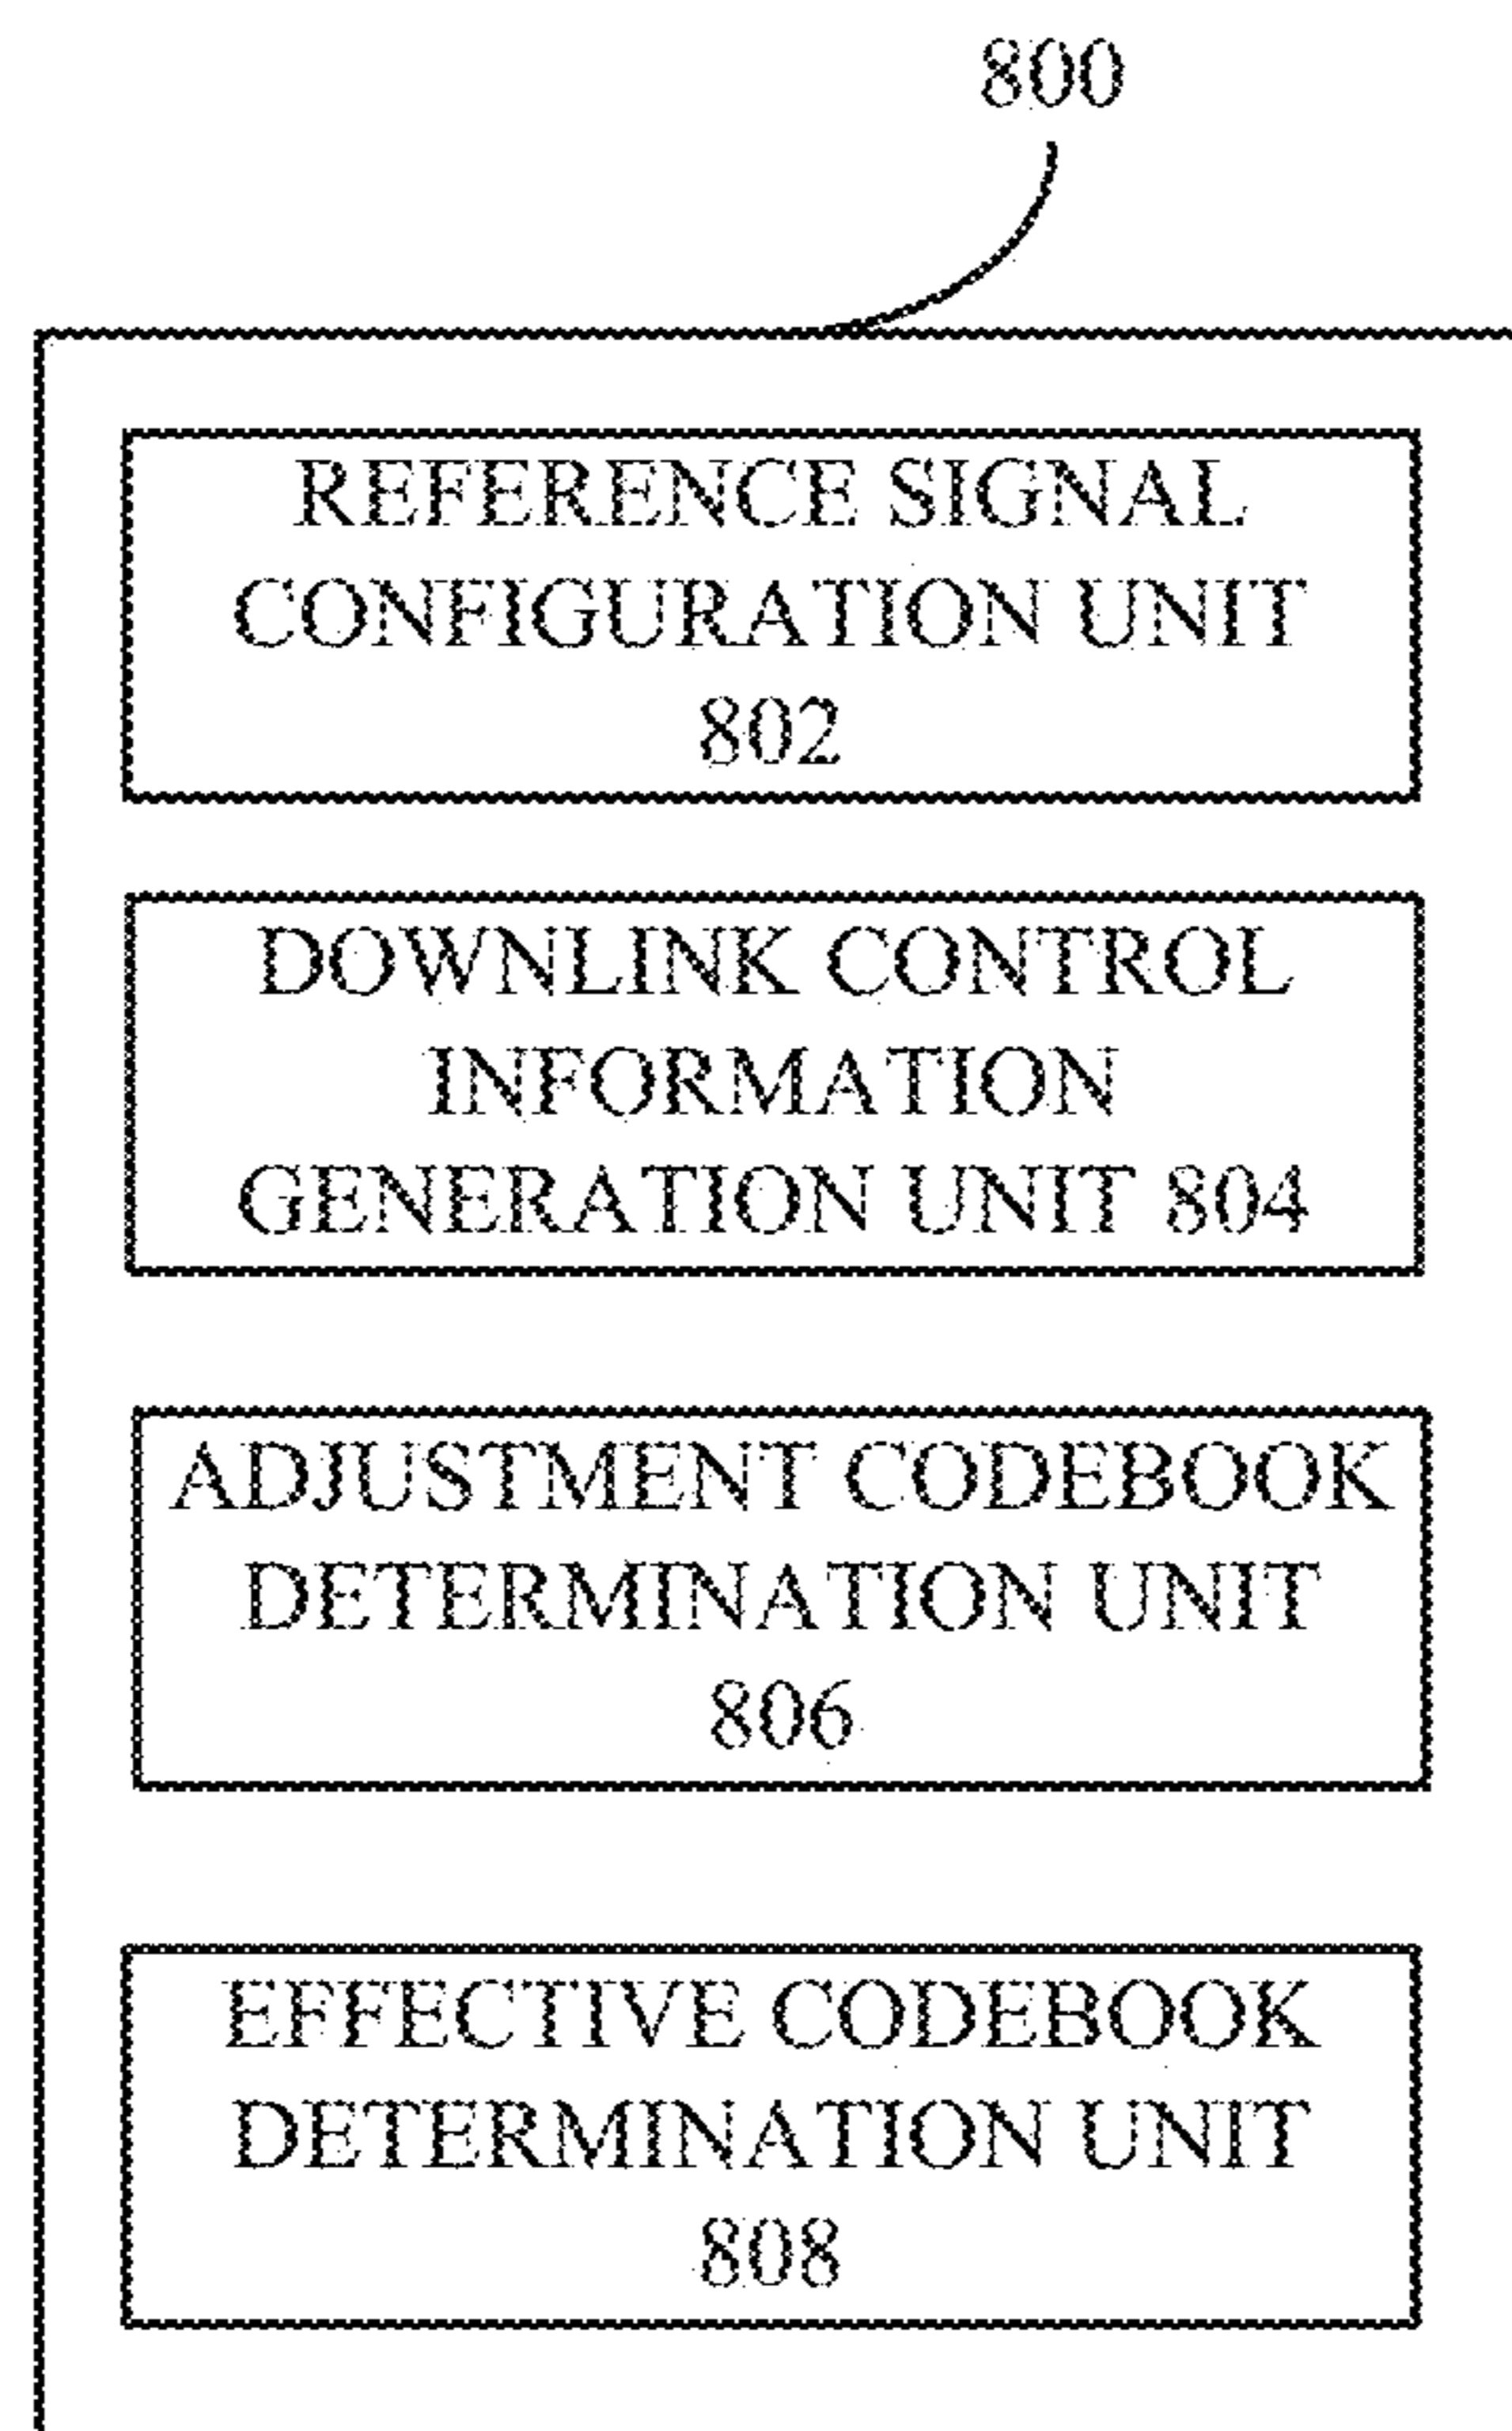 800
REFERENCE SIGNAL
CONFIGURATION UNIT
802
DOWNLINK CONTROL
INFORMATION
GENERATION UNIT 804
ADJUSTMENT CODEBOOK
DETERMINATION UNIT
806
EFFECTIVE CODEBOOK
DETERMINATION UNIT
808